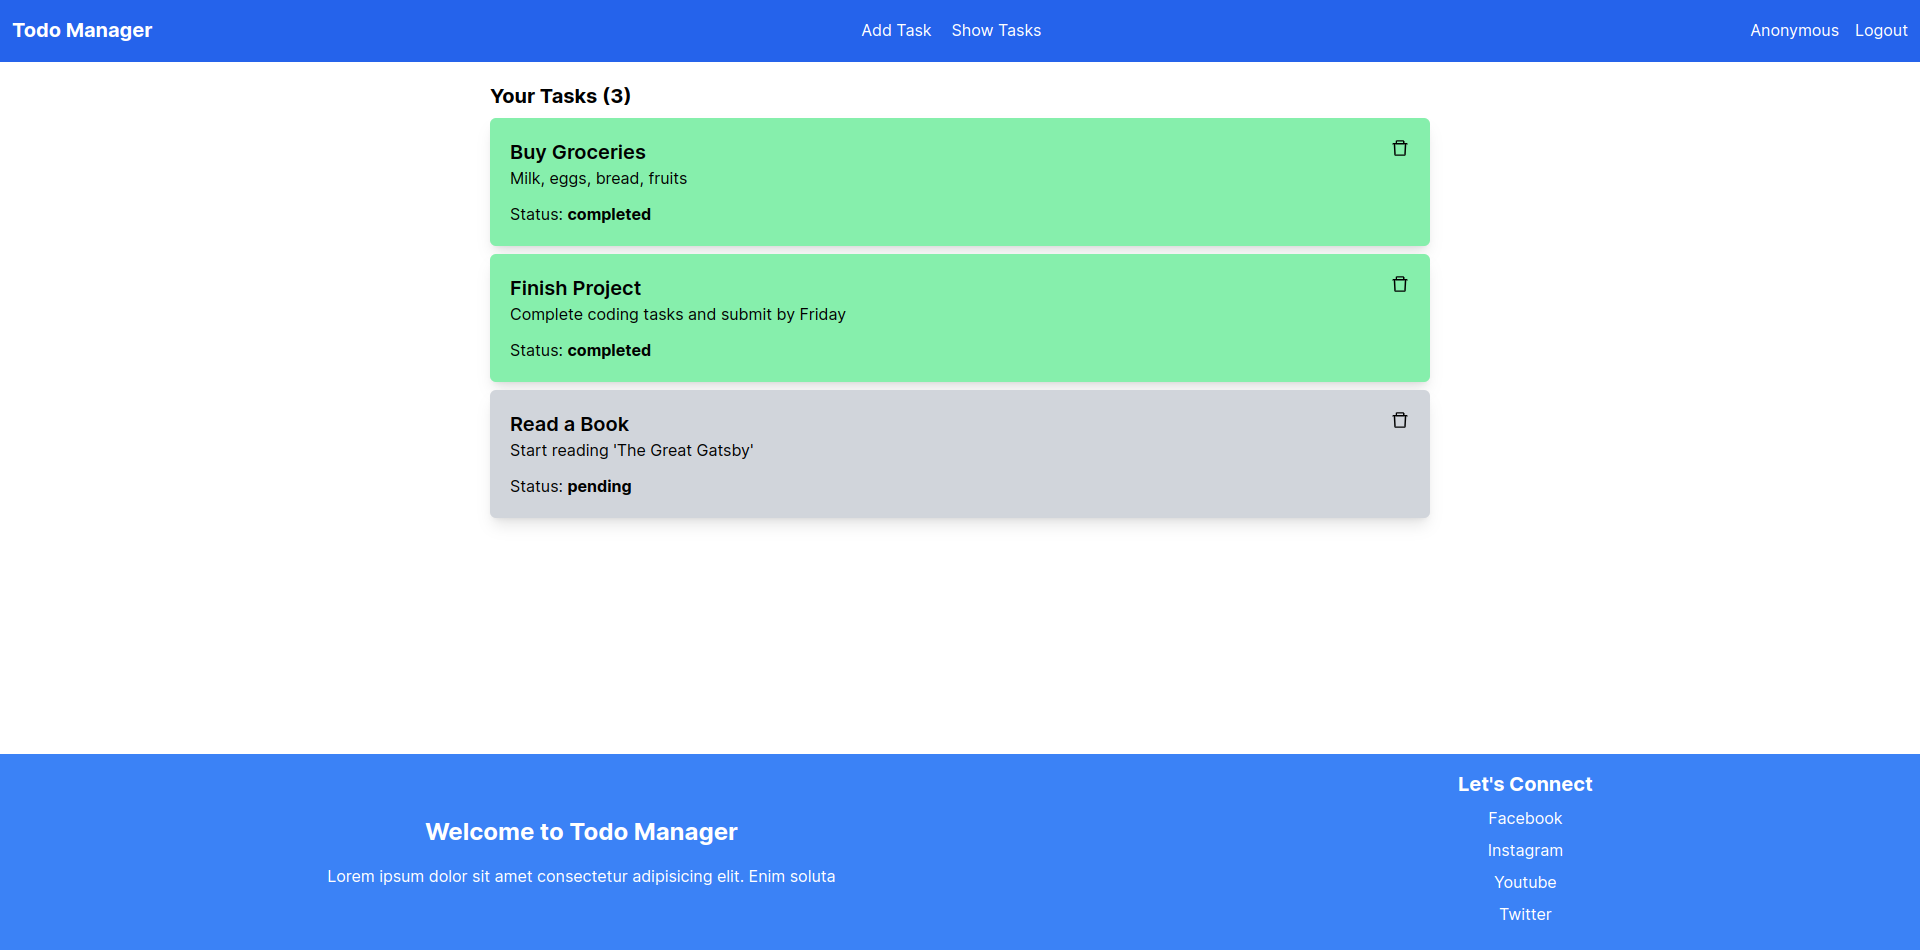 Todo Manager
Add Task
Show Tasks
Anonymous
Logout
Your Tasks (3)
Buy Groceries
Milk, eggs, bread, fruits
Status: completed
Finish Project
Complete coding tasks and submit by Friday
Status: completed
Read a Book
Start reading 'The Great Gatsby'
Status: pending
Welcome to Todo Manager
Lorem ipsum dolor sit amet consectetur adipisicing elit. Enim soluta
Let's Connect
Facebook
Instagram
Youtube
Twitter